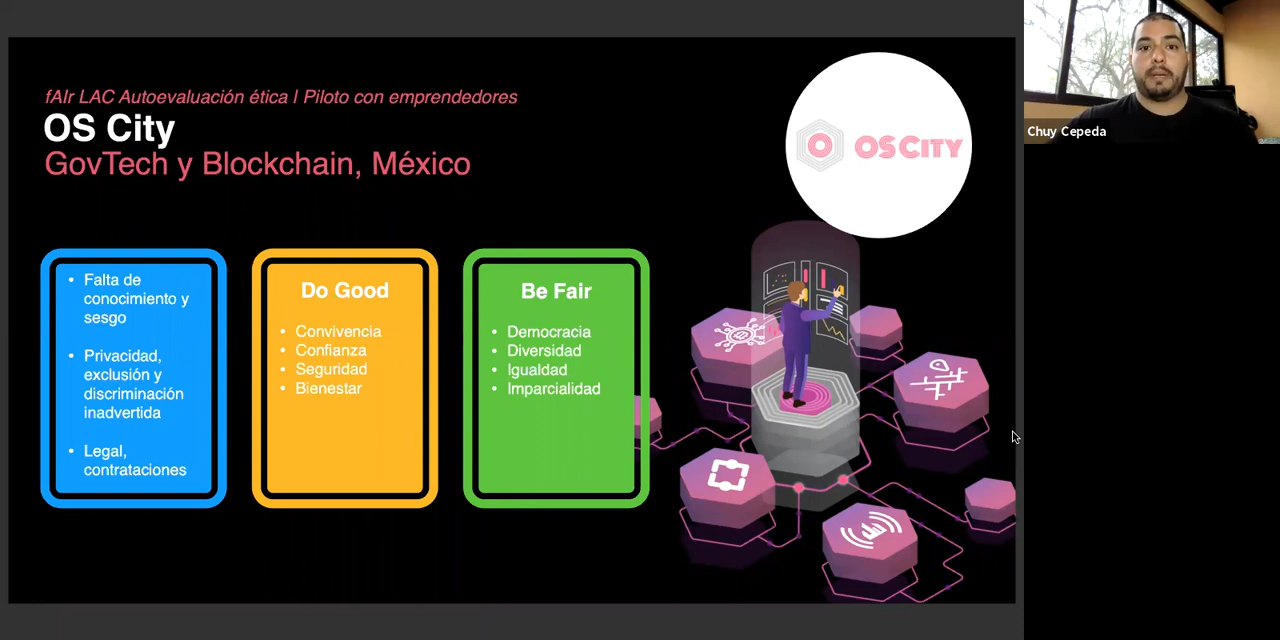 fAIr LAC Autoevaluación ética I Piloto con emprendedores
OS City
GovTech y Blockchain, México
OS CITY
• Falta de
conocimiento y
sesgo
• Privacidad,
exclusión y
discriminación
inadvertida
• Legal,
contrataciones
Do Good
• Convivencia
• Confianza
• Seguridad
• Bienestar
Be Fair
• Democracia
• Diversidad
• Igualdad
• Imparcialidad
Chuy Cepeda